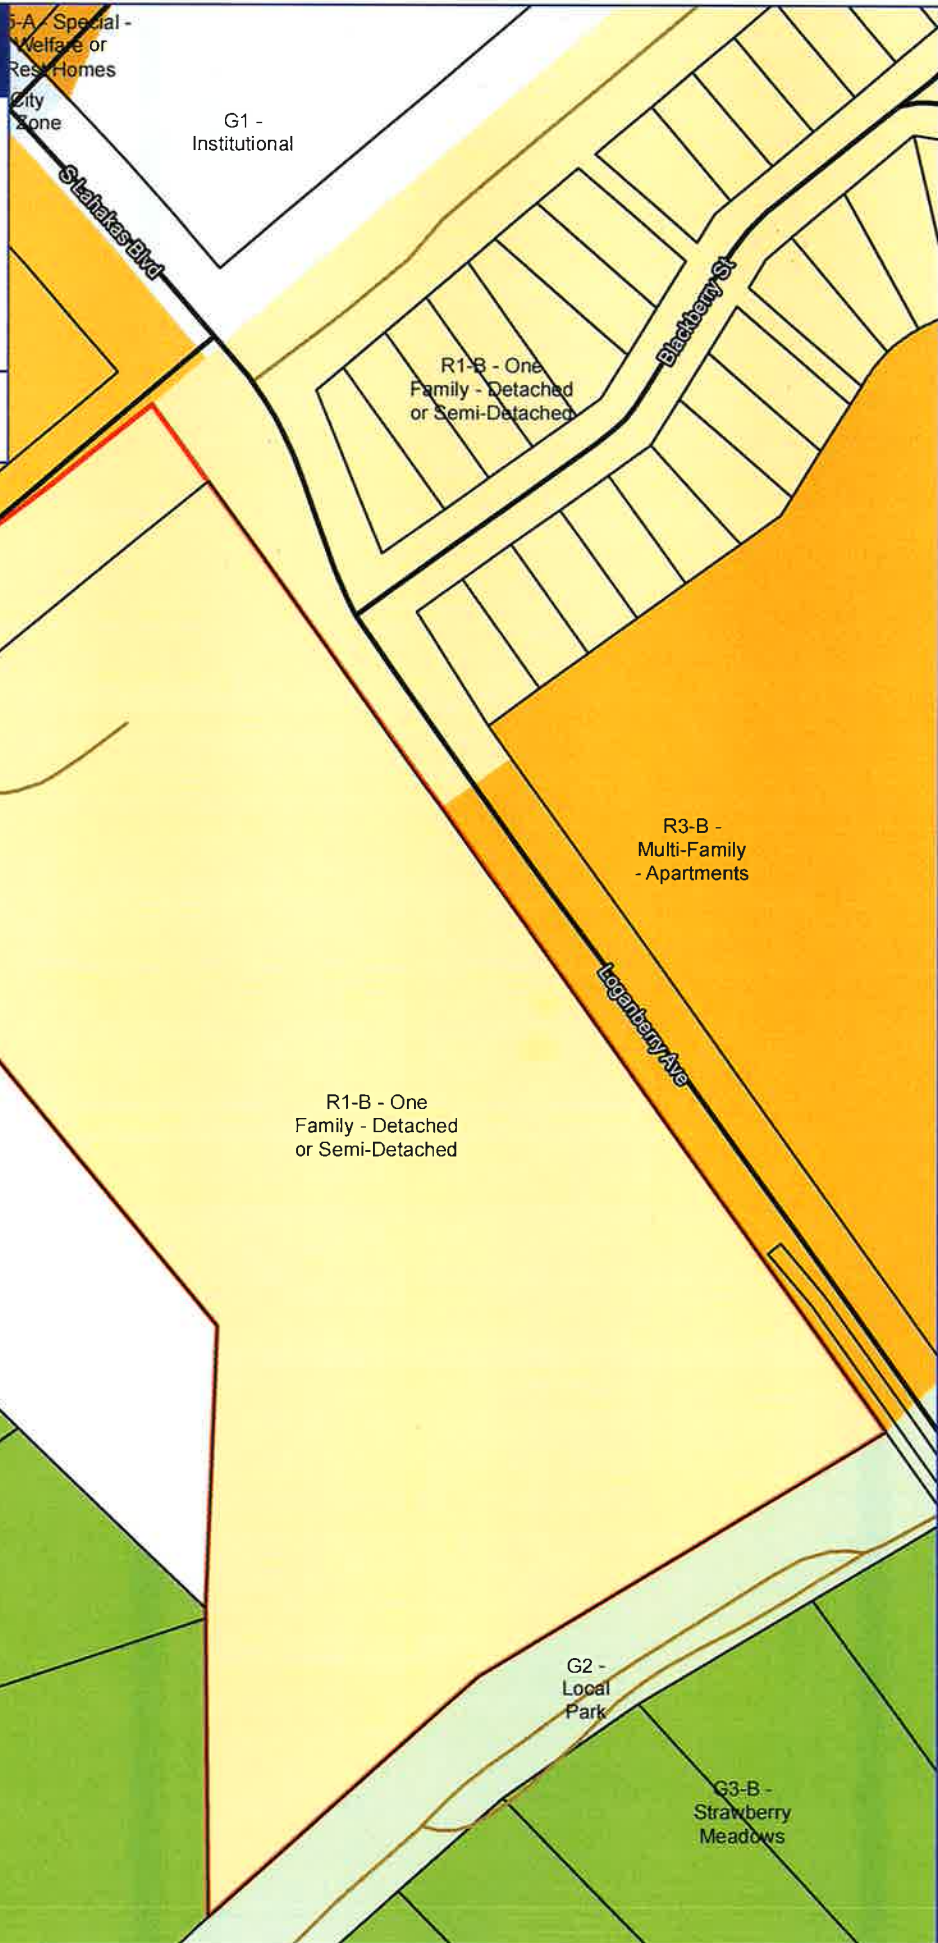 5-A - Special -
Welfare or
Rest Homes
City
Zone
G1 -
Institutional
S Lahakas Blvd
Blackberry St
R1-B - One
Family - Detached
or Semi-Detached
R3-B -
Multi-Family
- Apartments
Loganberry Ave
R1-B - One
Family - Detached
or Semi-Detached
G2 -
Local
Park
G3-B -
Strawberry
Meadows